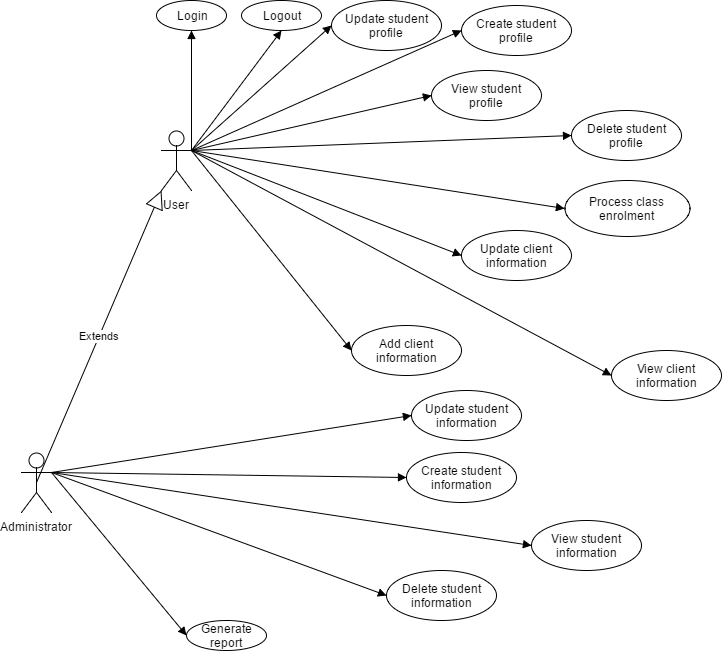 Login
Logout
Update student
profile
Create student
profile
View student
profile
Delete student
profile
Process class
enrolment
User
Update client
information
Extends
Add client
information
View client
information
Update student
information
Create student
information
Administrator
View student
information
Delete student
information
Generate
report